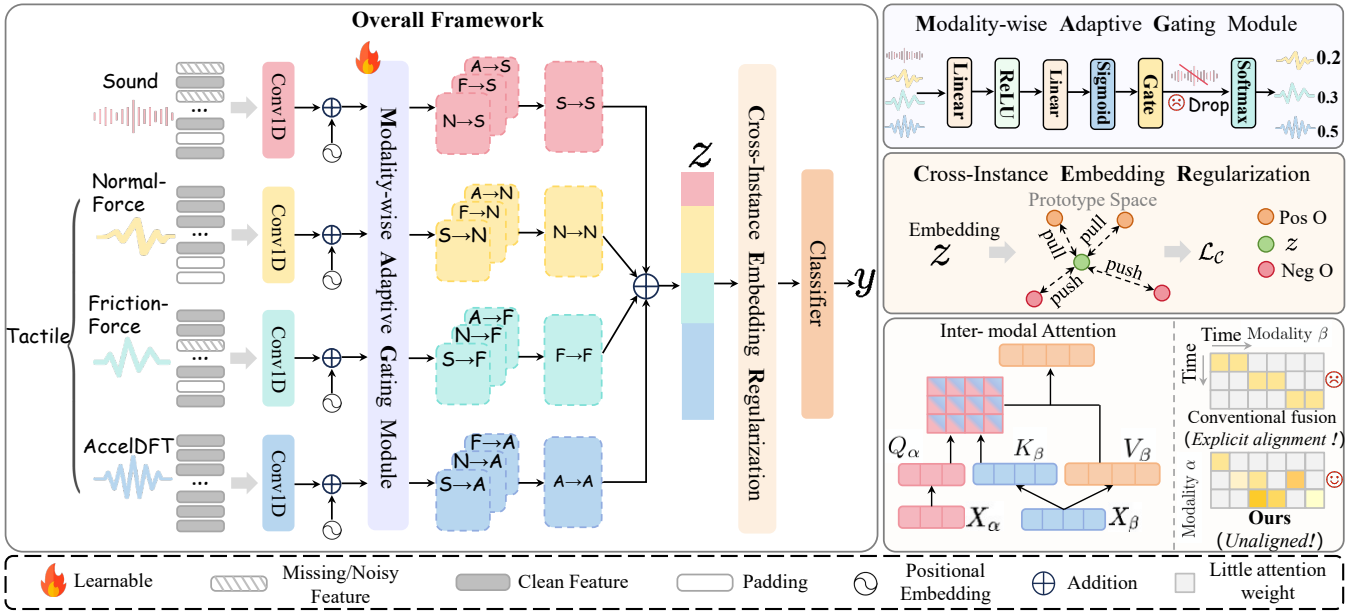 Overall Framework
Sound
...
Conv1D
Normal-
Force
...
Conv1D
Tactile
Friction-
Force
...
Conv1D
AccelDFT
...
Conv1D
Modality-wise Adaptive Gating Module
A→S
F→S
N→S
S→S
A→N
F→N
S→N
N→N
A→F
N→F
S→F
F→F
F→A
N→A
S→A
A→A
z
Cross-Instance Embedding Regularization
Classifier
y
Modality-wise Adaptive Gating Module
Linear
ReLU
Linear
Sigmoid
Gate
Drop
Softmax
0.2
0.3
0.5
Cross-Instance Embedding Regularization
Prototype Space
Embedding
z
pull
pull
push
push
ℒ_C
Pos O
z
Neg O
Inter- modal Attention
Q_α
K_β
V_β
X_α
X_β
Time Modality β
Time
Conventional fusion
(Explicit alignment !)
Modality α
Ours
(Unaligned!)
Learnable
Missing/Noisy
Feature
Clean Feature
Padding
Positional
Embedding
Addition
Little attention
weight